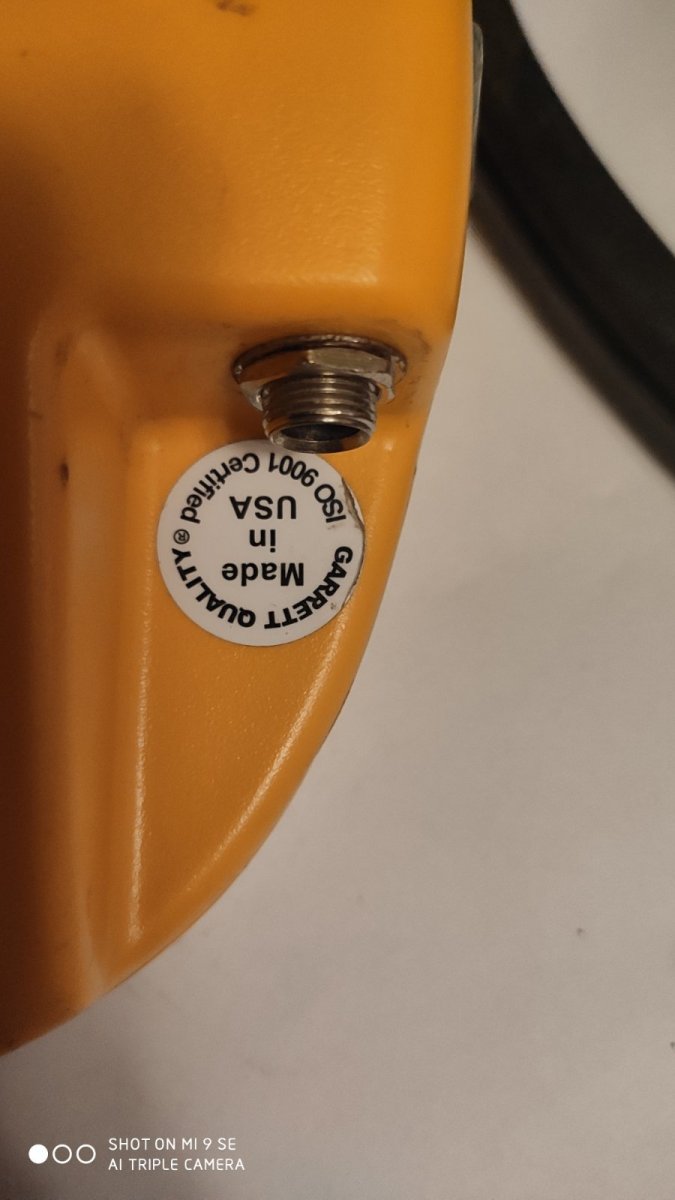 ISO 9001 Certified
Made
in
USA
GARRETT QUALITY ®
SHOT ON MI 9 SE
AI TRIPLE CAMERA